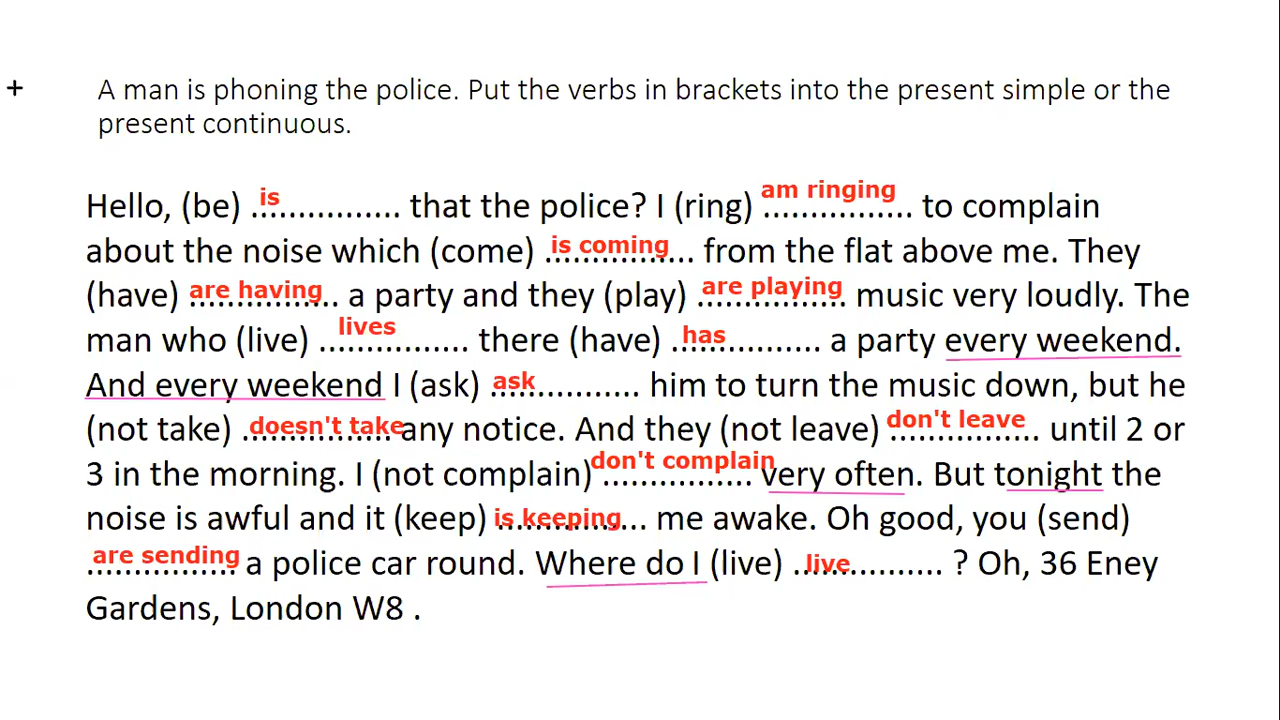 + A man is phoning the police. Put the verbs in brackets into the present simple or the
present continuous.
Hello, (be) is ................ that the police? I (ring) am ringing ................ to complain
about the noise which (come) is coming ................ from the flat above me. They
(have) are having ................ a party and they (play) are playing ................ music very loudly. The
man who (live) lives ................ there (have) has ................ a party every weekend.
And every weekend I (ask) ask ................ him to turn the music down, but he
(not take) doesn't take ................ any notice. And they (not leave) don't leave ................ until 2 or
3 in the morning. I (not complain) don't complain ................ very often. But tonight the
noise is awful and it (keep) is keeping ................ me awake. Oh good, you (send)
are sending ................ a police car round. Where do I (live) live ................ ? Oh, 36 Eney
Gardens, London W8 .